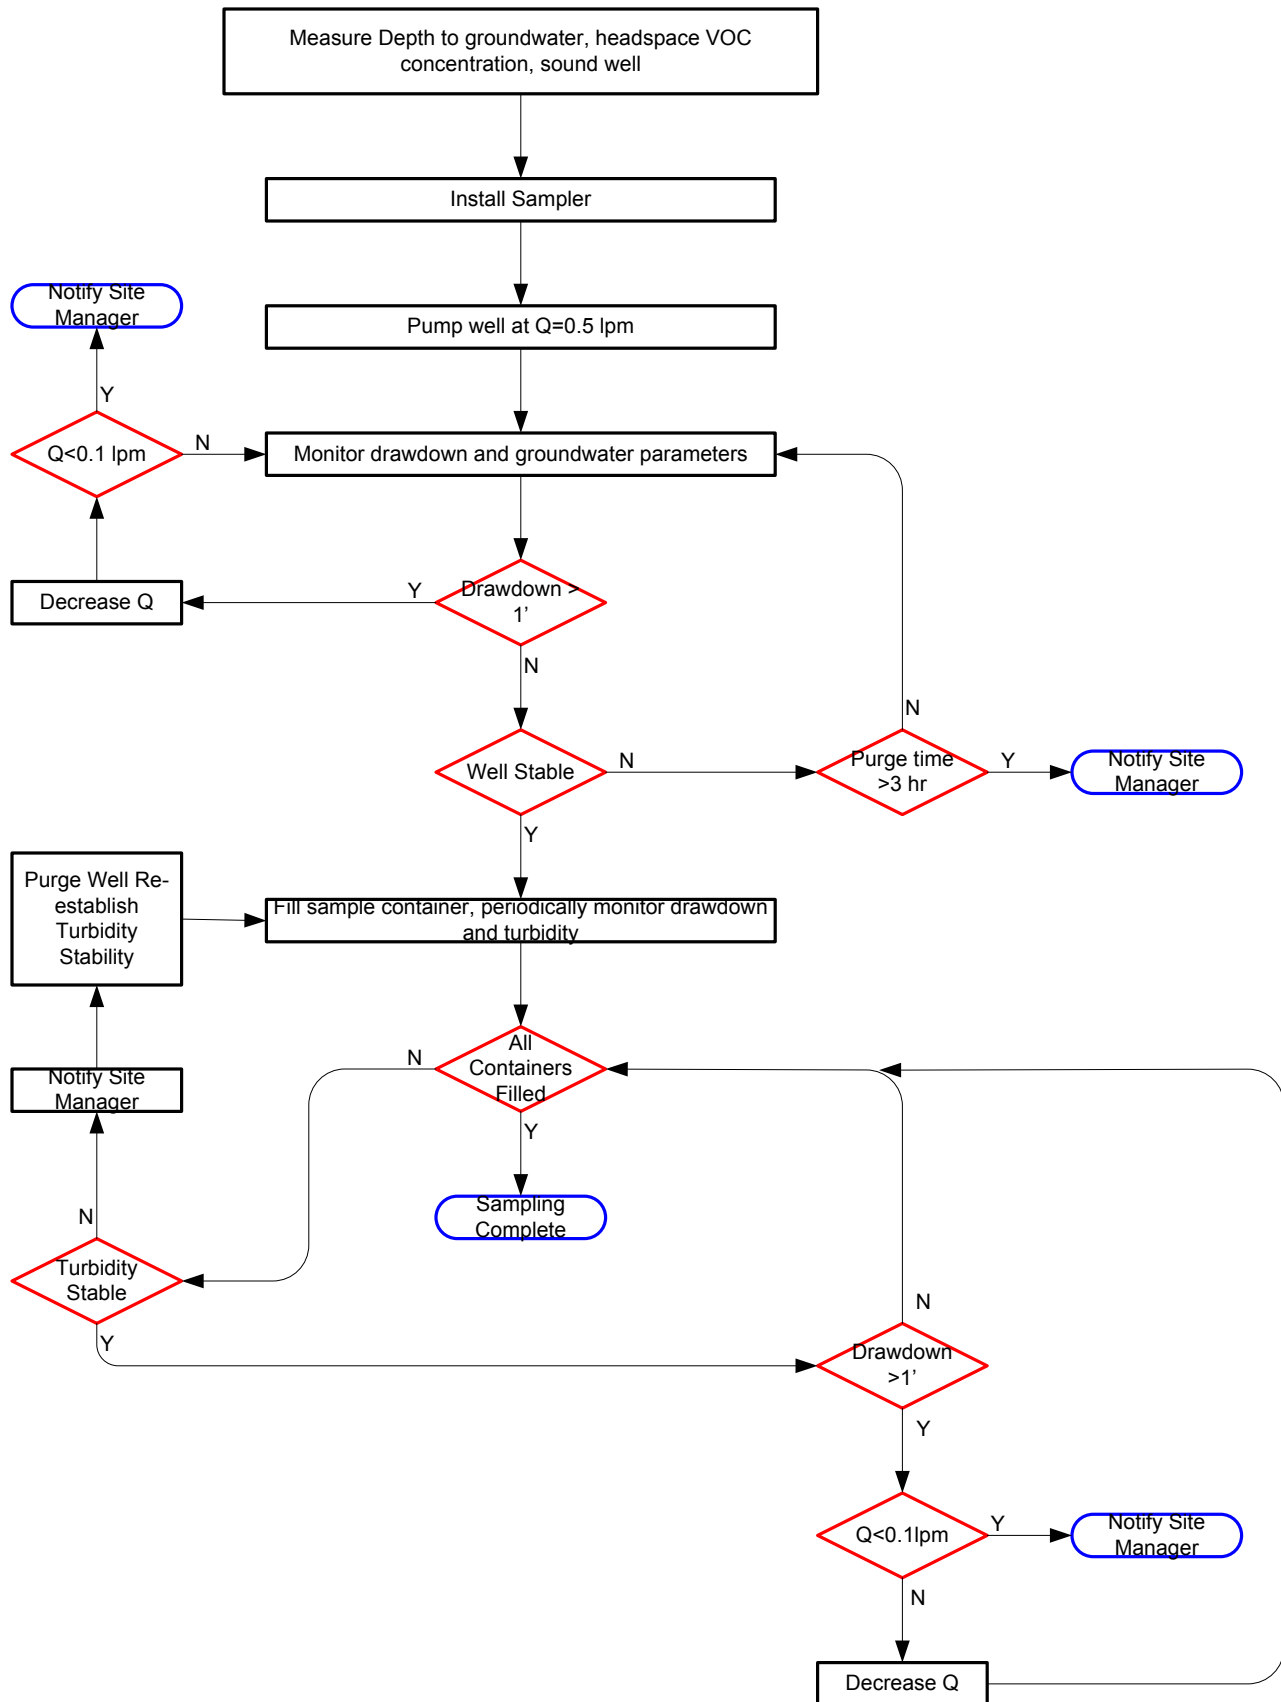 Measure Depth to groundwater, headspace VOC
concentration, sound well
Install Sampler
Notify Site
Manager
Pump well at Q=0.5 lpm
Y
Q<0.1 lpm
N
Monitor drawdown and groundwater parameters
Decrease Q
Y
Drawdown >
1’
N
Well Stable
N
N
Purge time
>3 hr
Y
Notify Site
Manager
Y
Purge Well Re-
establish
Turbidity
Stability
Fill sample container, periodically monitor drawdown
and turbidity
Notify Site
Manager
N
All
Containers
Filled
Y
Sampling
Complete
N
Turbidity
Stable
Y
N
Drawdown
>1’
Y
Q<0.1lpm
Y
Notify Site
Manager
N
Decrease Q